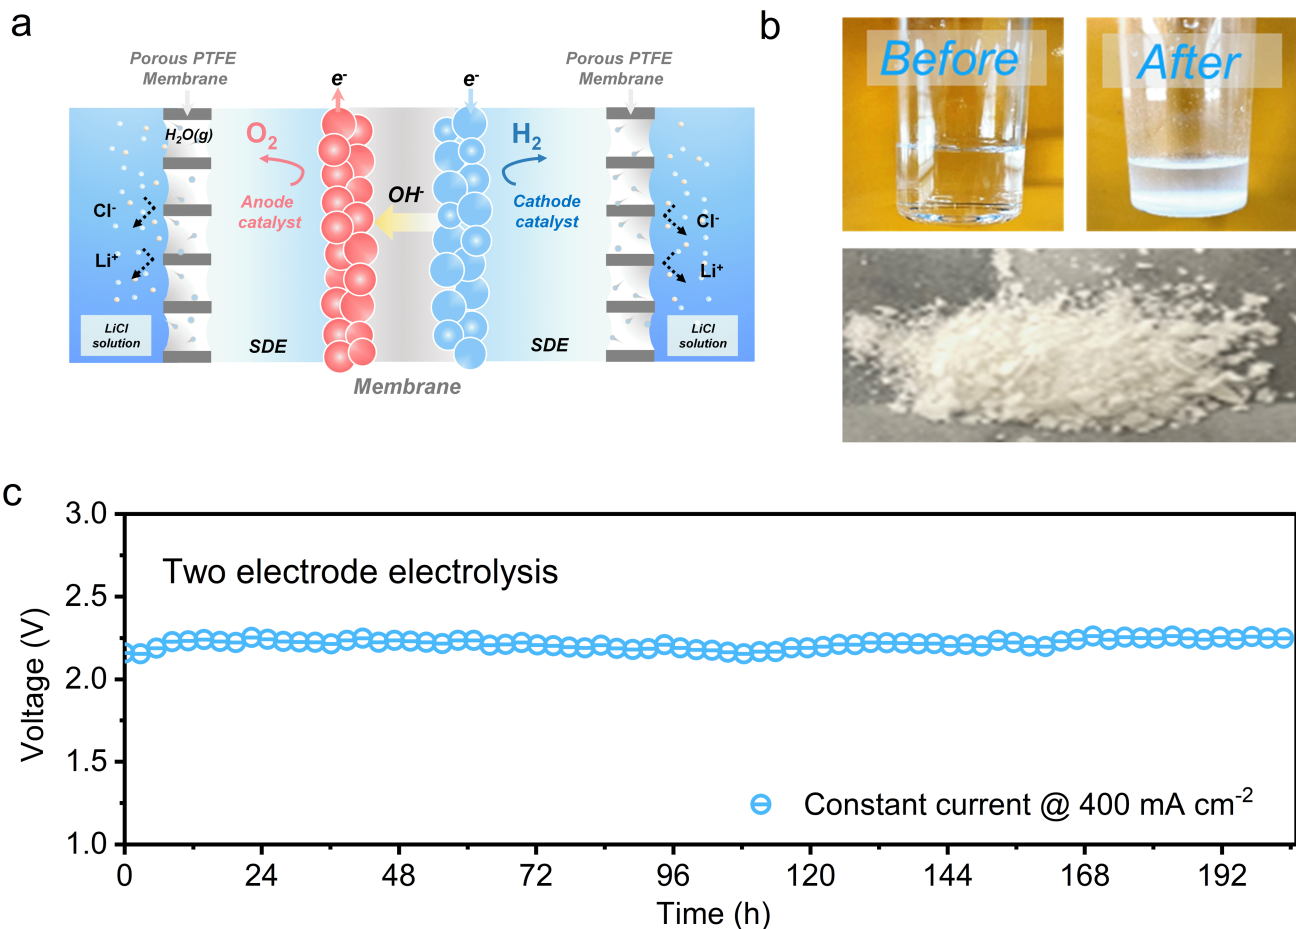 a
Porous PTFE
Membrane
e-
e-
Porous PTFE
Membrane
H2O(g)
O2
H2
Anode
catalyst
OH-
Cathode
catalyst
Cl-
Li+
Cl-
Li+
LiCl
solution
SDE
SDE
LiCl
solution
Membrane
b
Before
After
c
3.0
2.5
2.0
1.5
1.0
Voltage (V)
Two electrode electrolysis
Constant current @ 400 mA cm-2
0 24 48 72 96 120 144 168 192
Time (h)